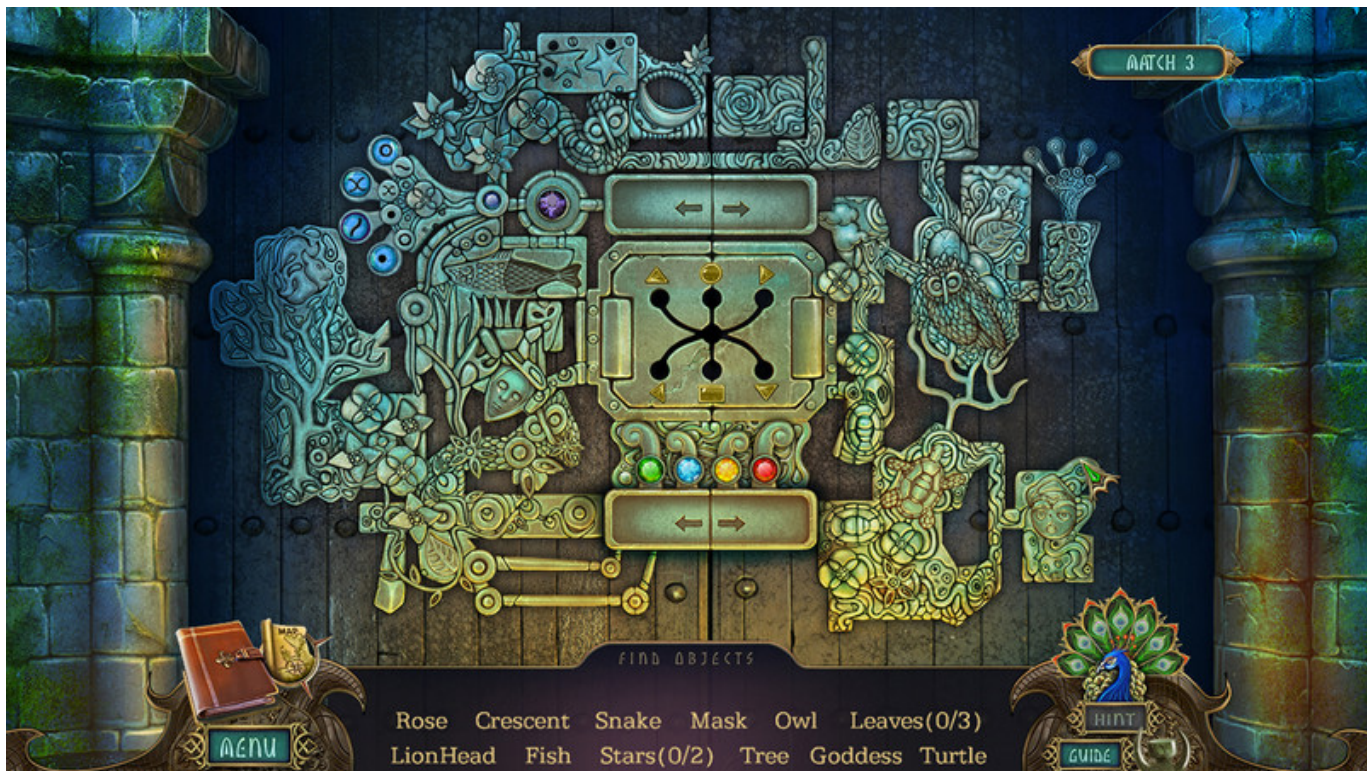 MATCH 3
MAP
FIND OBJECTS
Rose Crescent Snake Mask Owl Leaves(0/3)
LionHead Fish Stars(0/2) Tree Goddess Turtle
MENU
HINT
GUIDE